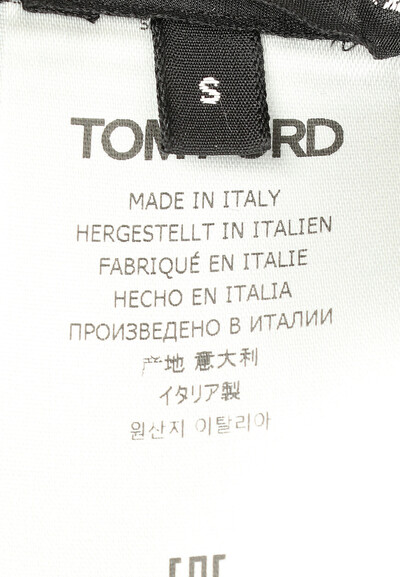 S
TOM FORD
MADE IN ITALY
HERGESTELLT IN ITALIEN
FABRIQUÉ EN ITALIE
HECHO EN ITALIA
ПРОИЗВЕДЕНО В ИТАЛИИ
产地 意大利
イタリア製
원산지 이탈리아